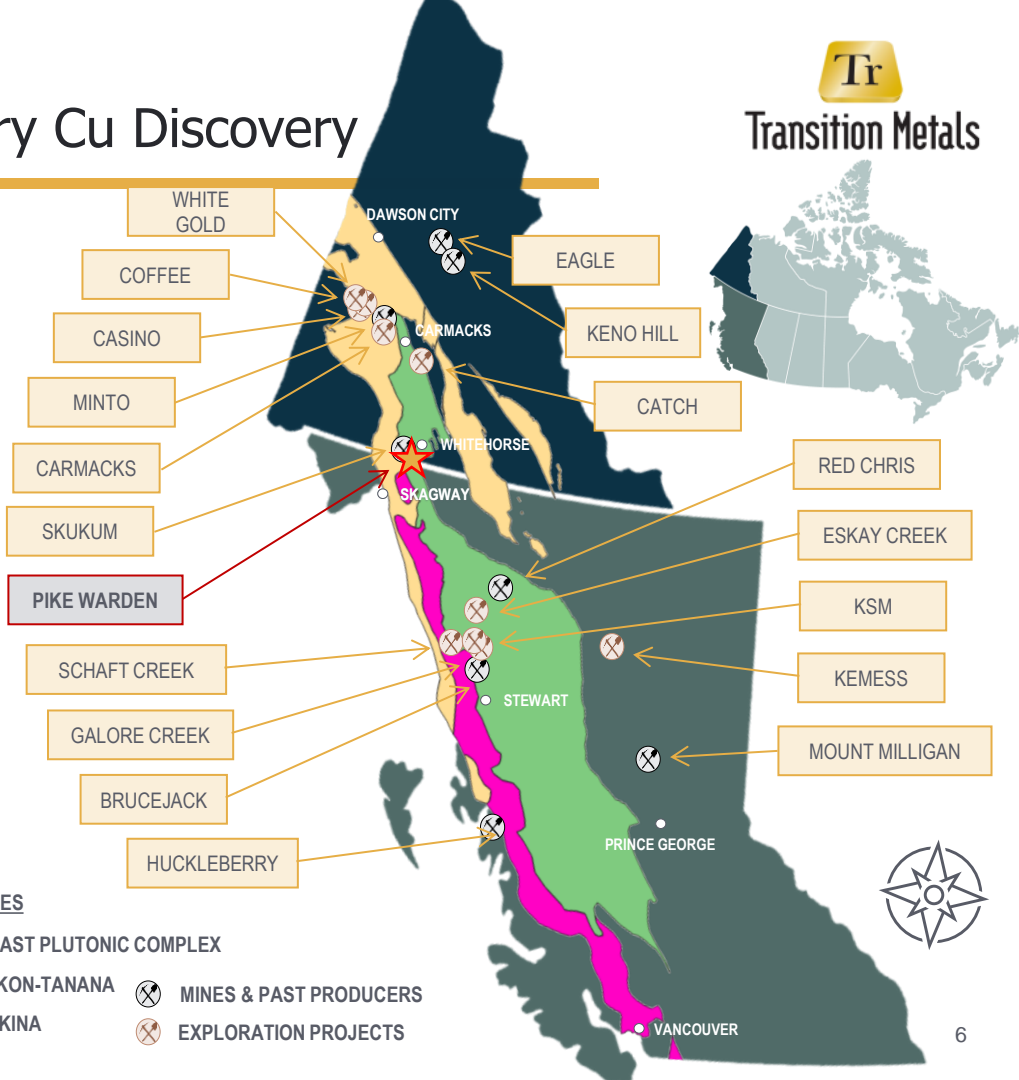 Tr
Transition Metals
ry Cu Discovery
WHITE
GOLD
DAWSON CITY
COFFEE
EAGLE
CASINO
CARMACKS
KENO HILL
MINTO
CATCH
CARMACKS
WHITEHORSE
RED CHRIS
SKAGWAY
SKUKUM
ESKAY CREEK
PIKE WARDEN
KSM
SCHAFT CREEK
KEMESS
STEWART
GALORE CREEK
MOUNT MILLIGAN
BRUCEJACK
PRINCE GEORGE
HUCKLEBERRY
ES
AST PLUTONIC COMPLEX
KON-TANANA
MINES & PAST PRODUCERS
KINA
EXPLORATION PROJECTS
VANCOUVER
6